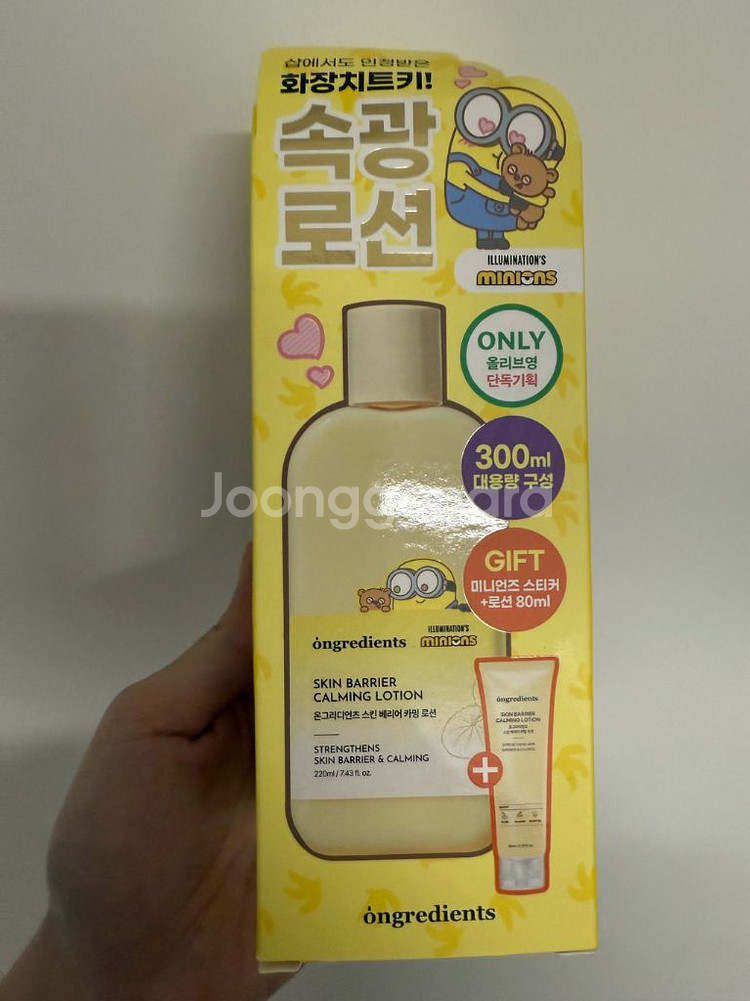 샵에서도 인정받은
화장치트키!
속광
로션
ILLUMINATION'S
MINIONS
ONLY
올리브영
단독기획
300ml
대용량 구성
GIFT
미니언즈 스티커
+로션 80ml
Joonggonara
ongredients
ILLUMINATION'S
MINIONS
SKIN BARRIER
CALMING LOTION
온그리디언츠 스킨 베리어 카밍 로션
STRENGTHENS
SKIN BARRIER & CALMING
220ml / 7.43 fl. oz.
ongredients
SKIN BARRIER
CALMING LOTION
+
ongredients